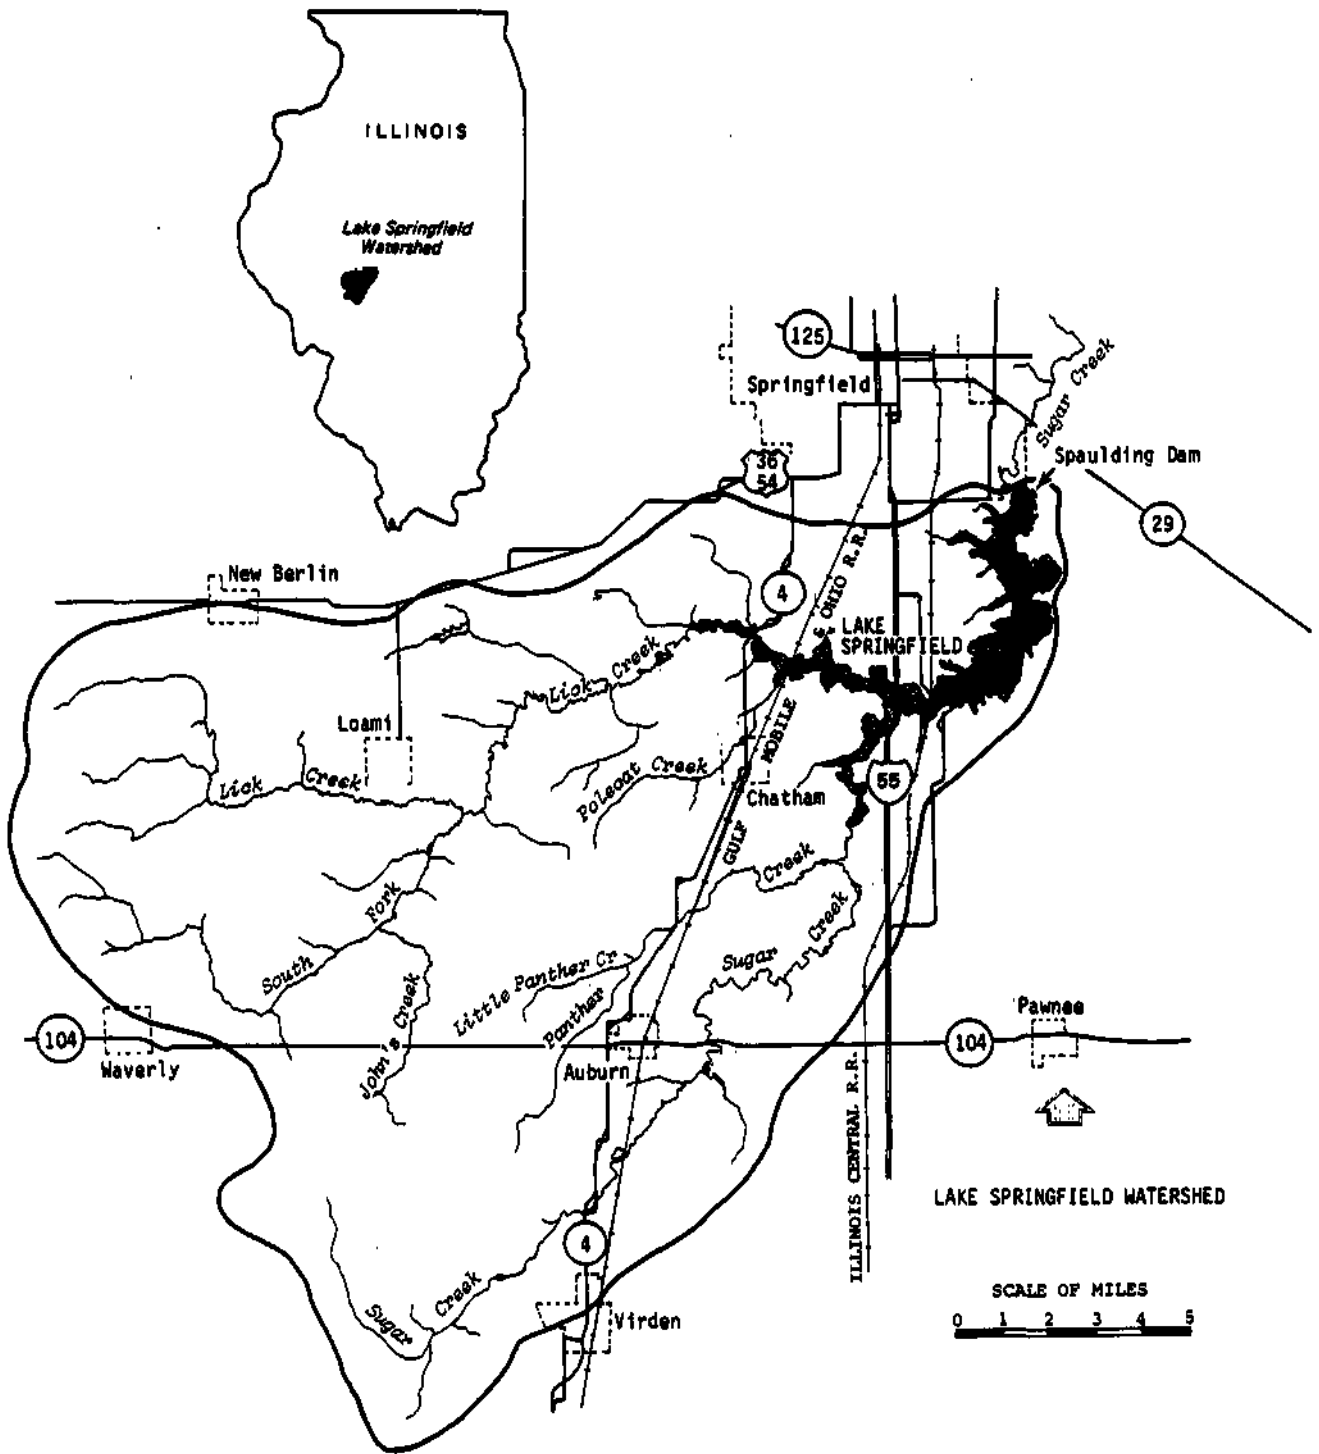 ILLINOIS
Lake Springfield
Watershed
125
Springfield
Sugar Creek
36
54
Spaulding Dam
29
New Berlin
4
GULF MOBILE & OHIO R.R.
LAKE
SPRINGFIELD
Lick Creek
Loami
Lick Creek
Polecat Creek
55
Chatham
Creek
South Fork
Sugar Creek
Little Panther Cr
Panther
John's Creek
104
Waverly
Auburn
104
Pawnee
ILLINOIS CENTRAL R.R.
LAKE SPRINGFIELD WATERSHED
4
Sugar Creek
Virden
SCALE OF MILES
0 1 2 3 4 5